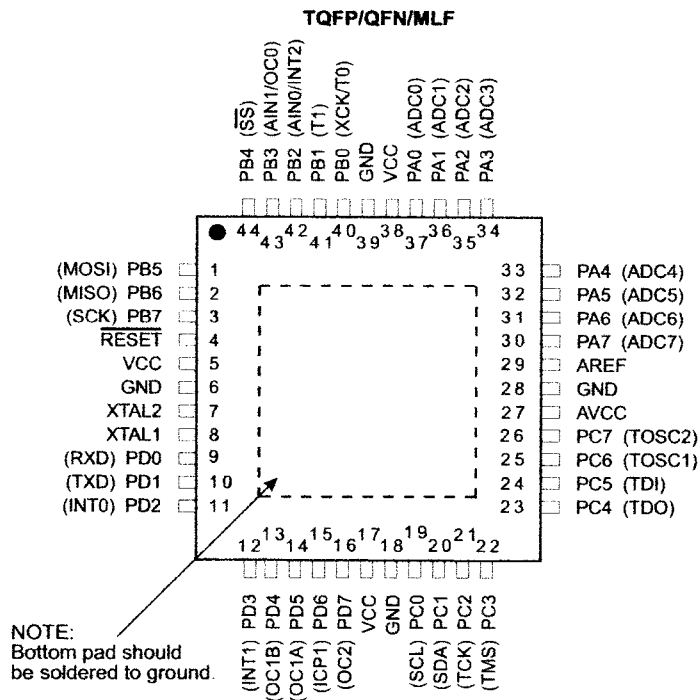 TQFP/QFN/MLF
PB4 (SS)
PB3 (AIN1/OC0)
PB2 (AIN0/INT2)
PB1 (T1)
PB0 (XCK/T0)
GND
VCC
PA0 (ADC0)
PA1 (ADC1)
PA2 (ADC2)
PA3 (ADC3)
44 43 42 41 40 39 38 37 36 35 34
(MOSI) PB5 1
(MISO) PB6 2
(SCK) PB7 3
RESET 4
VCC 5
GND 6
XTAL2 7
XTAL1 8
(RXD) PD0 9
(TXD) PD1 10
(INT0) PD2 11
33 PA4 (ADC4)
32 PA5 (ADC5)
31 PA6 (ADC6)
30 PA7 (ADC7)
29 AREF
28 GND
27 AVCC
26 PC7 (TOSC2)
25 PC6 (TOSC1)
24 PC5 (TDI)
23 PC4 (TDO)
12 13 14 15 16 17 18 19 20 21 22
(INT1) PD3
(OC1B) PD4
(OC1A) PD5
(ICP1) PD6
(OC2) PD7
VCC
GND
(SCL) PC0
(SDA) PC1
(TCK) PC2
(TMS) PC3
NOTE:
Bottom pad should
be soldered to ground.